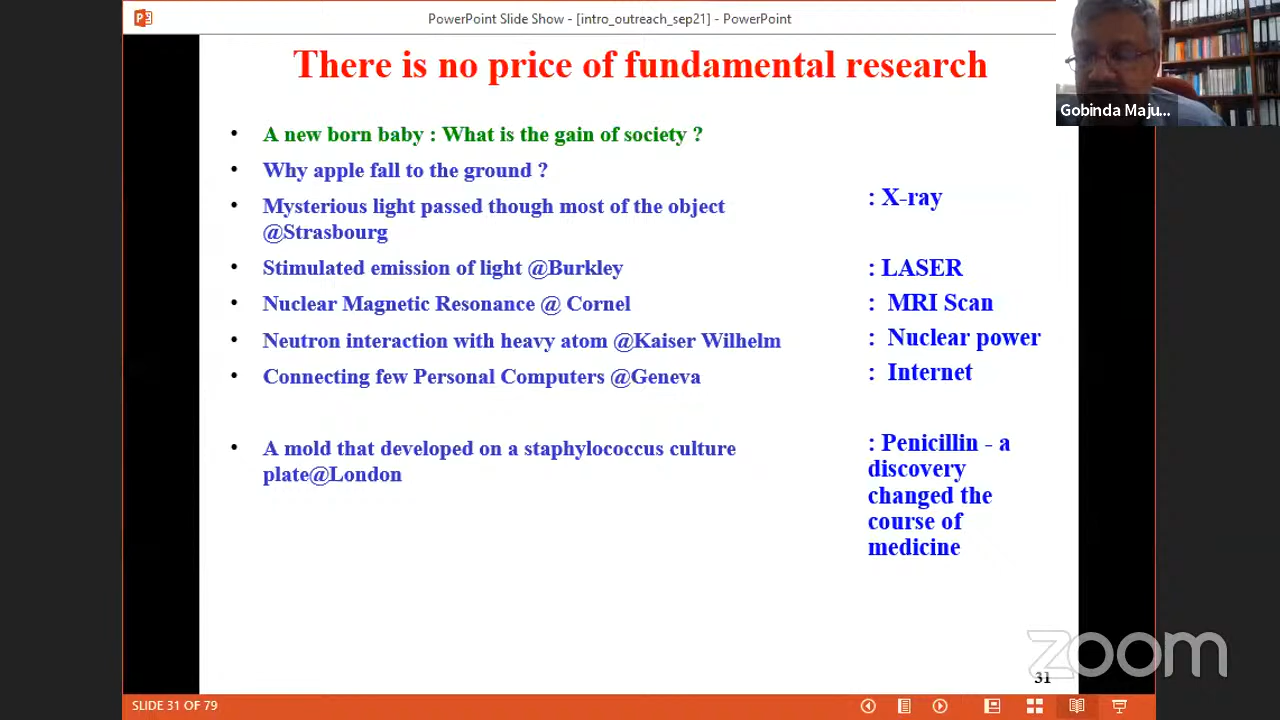 PowerPoint Slide Show - [intro_outreach_sep21] - PowerPoint
There is no price of fundamental research
Gobinda Maju...
• A new born baby : What is the gain of society ?
• Why apple fall to the ground ?
• Mysterious light passed though most of the object
@Strasbourg
: X-ray
• Stimulated emission of light @Burkley
: LASER
• Nuclear Magnetic Resonance @ Cornel
: MRI Scan
• Neutron interaction with heavy atom @Kaiser Wilhelm
: Nuclear power
• Connecting few Personal Computers @Geneva
: Internet
• A mold that developed on a staphylococcus culture
plate@London
: Penicillin - a
discovery
changed the
course of
medicine
zoom
31
SLIDE 31 OF 79